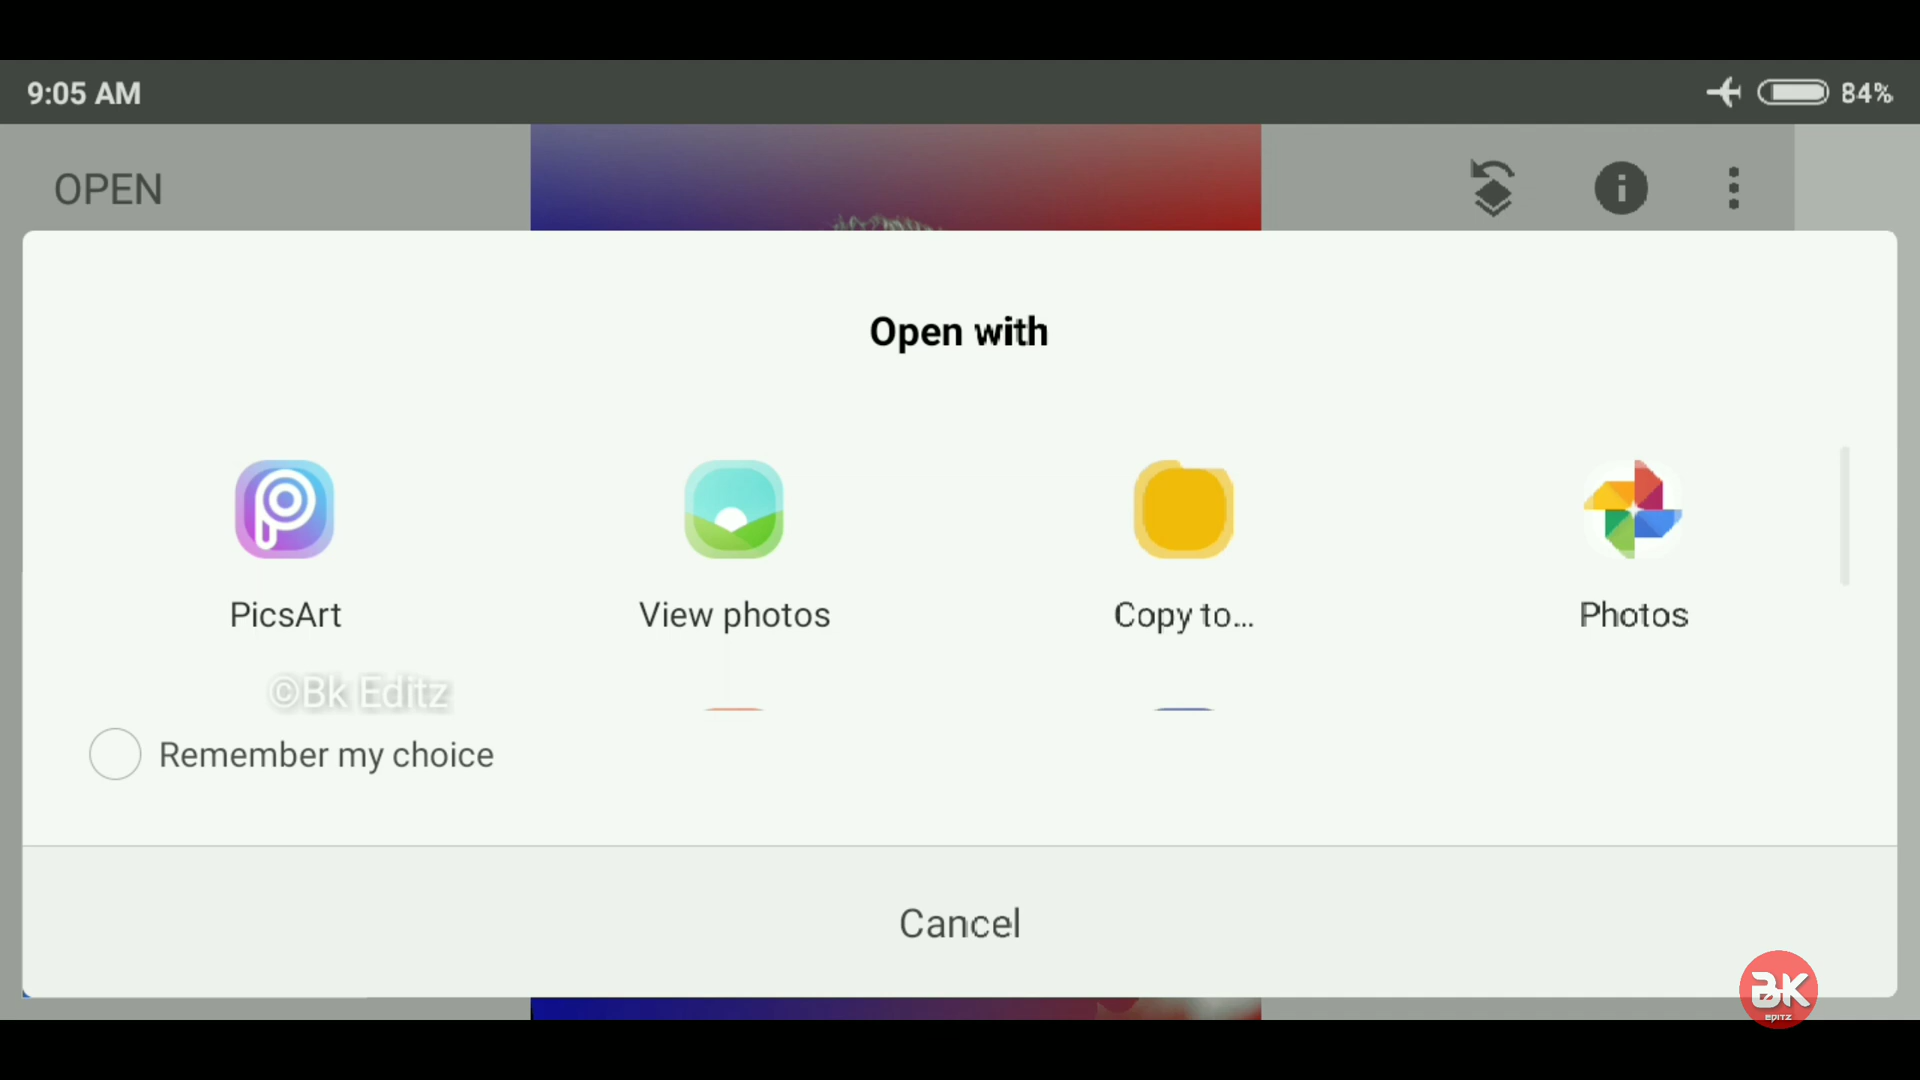 9:05 AM
84%
OPEN
Open with
PicsArt
View photos
Copy to...
Photos
©Bk Editz
Remember my choice
Cancel
BK
EDITZ